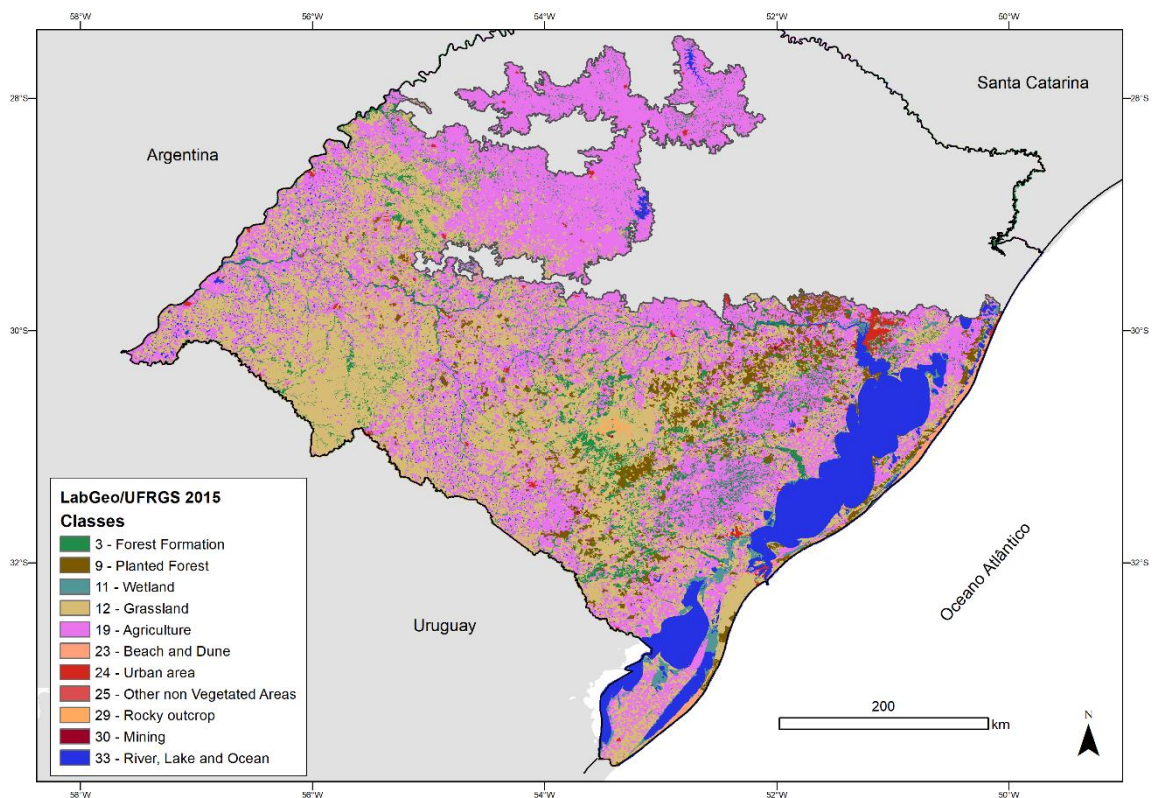 58°W 56°W 54°W 52°W 50°W
Santa Catarina
28°S 28°S
Argentina
30°S 30°S
LabGeo/UFRGS 2015
Classes
3 - Forest Formation
9 - Planted Forest
11 - Wetland
12 - Grassland
19 - Agriculture
23 - Beach and Dune
24 - Urban area
25 - Other non Vegetated Areas
29 - Rocky outcrop
30 - Mining
33 - River, Lake and Ocean
32°S 32°S
Oceano Atlântico
Uruguay
200
km
N
58°W 56°W 54°W 52°W 50°W